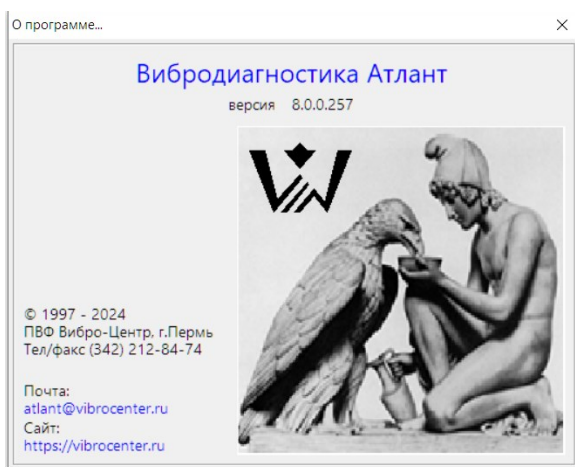 О программе...
Вибродиагностика Атлант
версия 8.0.0.257
© 1997 - 2024
ПВФ Вибро-Центр, г.Пермь
Тел/факс (342) 212-84-74
Почта:
atlant@vibrocenter.ru
Сайт:
https://vibrocenter.ru